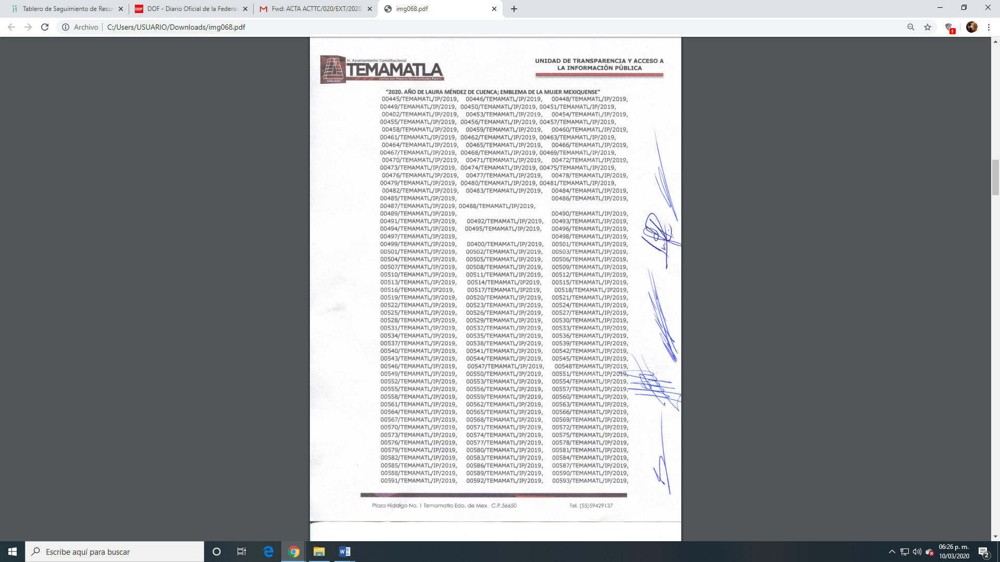 Tablero de Seguimiento de Recur
DOF - Diario Oficial de la Federac
Fwd: ACTA ACTTC/020/EXT/2020
img068.pdf
Archivo C:/Users/USUARIO/Downloads/img068.pdf
H. Ayuntamiento Constitucional
TEMAMATLA
Juntos por Mejores Oportunidades Para ti
UNIDAD DE TRANSPARENCIA Y ACCESO A
LA INFORMACIÓN PÚBLICA
"2020. AÑO DE LAURA MÉNDEZ DE CUENCA; EMBLEMA DE LA MUJER MEXIQUENSE"
00445/TEMAMATL/IP/2019, 00446/TEMAMATL/IP/2019, 00448/TEMAMATL/IP/2019,
00449/TEMAMATL/IP/2019, 00450/TEMAMATL/IP/2019, 00451/TEMAMATL/IP/2019,
00402/TEMAMATL/IP/2019, 00453/TEMAMATL/IP/2019, 00454/TEMAMATL/IP/2019,
00455/TEMAMATL/IP/2019, 00456/TEMAMATL/IP/2019, 00457/TEMAMATL/IP/2019,
00458/TEMAMATL/IP/2019, 00459/TEMAMATL/IP/2019, 00460/TEMAMATL/IP/2019,
00461/TEMAMATL/IP/2019, 00462/TEMAMATL/IP/2019, 00463/TEMAMATL/IP/2019,
00464/TEMAMATL/IP/2019, 00465/TEMAMATL/IP/2019, 00466/TEMAMATL/IP/2019,
00467/TEMAMATL/IP/2019, 00468/TEMAMATL/IP/2019, 00469/TEMAMATL/IP/2019,
00470/TEMAMATL/IP/2019, 00471/TEMAMATL/IP/2019, 00472/TEMAMATL/IP/2019,
00473/TEMAMATL/IP/2019, 00474/TEMAMATL/IP/2019, 00475/TEMAMATL/IP/2019,
00476/TEMAMATL/IP/2019, 00477/TEMAMATL/IP/2019, 00478/TEMAMATL/IP/2019,
00479/TEMAMATL/IP/2019, 00480/TEMAMATL/IP/2019, 00481/TEMAMATL/IP/2019,
00482/TEMAMATL/IP/2019, 00483/TEMAMATL/IP/2019, 00484/TEMAMATL/IP/2019,
00485/TEMAMATL/IP/2019, 00486/TEMAMATL/IP/2019,
00487/TEMAMATL/IP/2019, 00488/TEMAMATL/IP/2019,
00489/TEMAMATL/IP/2019, 00490/TEMAMATL/IP/2019,
00491/TEMAMATL/IP/2019, 00492/TEMAMATL/IP/2019, 00493/TEMAMATL/IP/2019,
00494/TEMAMATL/IP/2019, 00495/TEMAMATL/IP/2019, 00496/TEMAMATL/IP/2019,
00497/TEMAMATL/IP/2019, 00498/TEMAMATL/IP/2019,
00499/TEMAMATL/IP/2019, 00400/TEMAMATL/IP/2019, 00501/TEMAMATL/IP/2019,
00501/TEMAMATL/IP/2019, 00502/TEMAMATL/IP/2019, 00503/TEMAMATL/IP/2019,
00504/TEMAMATL/IP/2019, 00505/TEMAMATL/IP/2019, 00506/TEMAMATL/IP/2019,
00507/TEMAMATL/IP/2019, 00508/TEMAMATL/IP/2019, 00509/TEMAMATL/IP/2019,
00510/TEMAMATL/IP/2019, 00511/TEMAMATL/IP/2019, 00512/TEMAMATL/IP/2019,
00513/TEMAMATL/IP/2019, 00514/TEMAMATL/IP2019, 00515/TEMAMATL/IP/2019,
00516/TEMAMATL/IP2019, 00517/TEMAMATL/IP2019, 00518/TEMAMATL/IP2019,
00519/TEMAMATL/IP/2019, 00520/TEMAMATL/IP/2019, 00521/TEMAMATL/IP/2019,
00522/TEMAMATL/IP/2019, 00523/TEMAMATL/IP/2019, 00524/TEMAMATL/IP/2019,
00525/TEMAMATL/IP/2019, 00526/TEMAMATL/IP/2019, 00527/TEMAMATL/IP/2019,
00528/TEMAMATL/IP/2019, 00529/TEMAMATL/IP/2019, 00530/TEMAMATL/IP/2019,
00531/TEMAMATL/IP/2019, 00532/TEMAMATL/IP/2019, 00533/TEMAMATL/IP/2019,
00534/TEMAMATL/IP/2019, 00535/TEMAMATL/IP/2019, 00536/TEMAMATL/IP/2019,
00537/TEMAMATL/IP/2019, 00538/TEMAMATL/IP/2019, 00539/TEMAMATL/IP/2019,
00540/TEMAMATL/IP/2019, 00541/TEMAMATL/IP/2019, 00542/TEMAMATL/IP/2019,
00543/TEMAMATL/IP/2019, 00544/TEMAMATL/IP/2019, 00545/TEMAMATL/IP/2019,
00546/TEMAMATL/IP/2019, 00547/TEMAMATL/IP/2019, 00548TEMAMATL/IP/2019,
00549/TEMAMATL/IP/2019, 00550/TEMAMATL/IP/2019, 00551/TEMAMATL/IP/2019,
00552/TEMAMATL/IP/2019, 00553/TEMAMATL/IP/2019, 00554/TEMAMATL/IP/2019,
00555/TEMAMATL/IP/2019, 00556/TEMAMATL/IP/2019, 00557/TEMAMATL/IP/2019,
00558/TEMAMATL/IP/2019, 00559/TEMAMATL/IP/2019, 00560/TEMAMATL/IP/2019,
00561/TEMAMATL/IP/2019, 00562/TEMAMATL/IP/2019, 00563/TEMAMATL/IP/2019,
00564/TEMAMATL/IP/2019, 00565/TEMAMATL/IP/2019, 00566/TEMAMATL/IP/2019,
00567/TEMAMATL/IP/2019, 00568/TEMAMATL/IP/2019, 00569/TEMAMATL/IP/2019,
00570/TEMAMATL/IP/2019, 00571/TEMAMATL/IP/2019, 00572/TEMAMATL/IP/2019,
00573/TEMAMATL/IP/2019, 00574/TEMAMATL/IP/2019, 00575/TEMAMATL/IP/2019,
00576/TEMAMATL/IP/2019, 00577/TEMAMATL/IP/2019, 00578/TEMAMATL/IP/2019,
00579/TEMAMATL/IP/2019, 00580/TEMAMATL/IP/2019, 00581/TEMAMATL/IP/2019,
00582/TEMAMATL/IP/2019, 00583/TEMAMATL/IP/2019, 00584/TEMAMATL/IP/2019,
00585/TEMAMATL/IP/2019, 00586/TEMAMATL/IP/2019, 00587/TEMAMATL/IP/2019,
00588/TEMAMATL/IP/2019, 00589/TEMAMATL/IP/2019, 00590/TEMAMATL/IP/2019,
00591/TEMAMATL/IP/2019, 00592/TEMAMATL/IP/2019, 00593/TEMAMATL/IP/2019,
Plaza Hidalgo No. 1 Temamatla Edo. de Mex. C.P.56650 Tel. (55)59429137
Escribe aquí para buscar
06:26 p. m.
10/03/2020
2